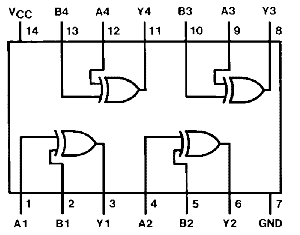 VCC B4 A4 Y4 B3 A3 Y3
14 13 12 11 10 9 8
1 2 3 4 5 6 7
A1 B1 Y1 A2 B2 Y2 GND